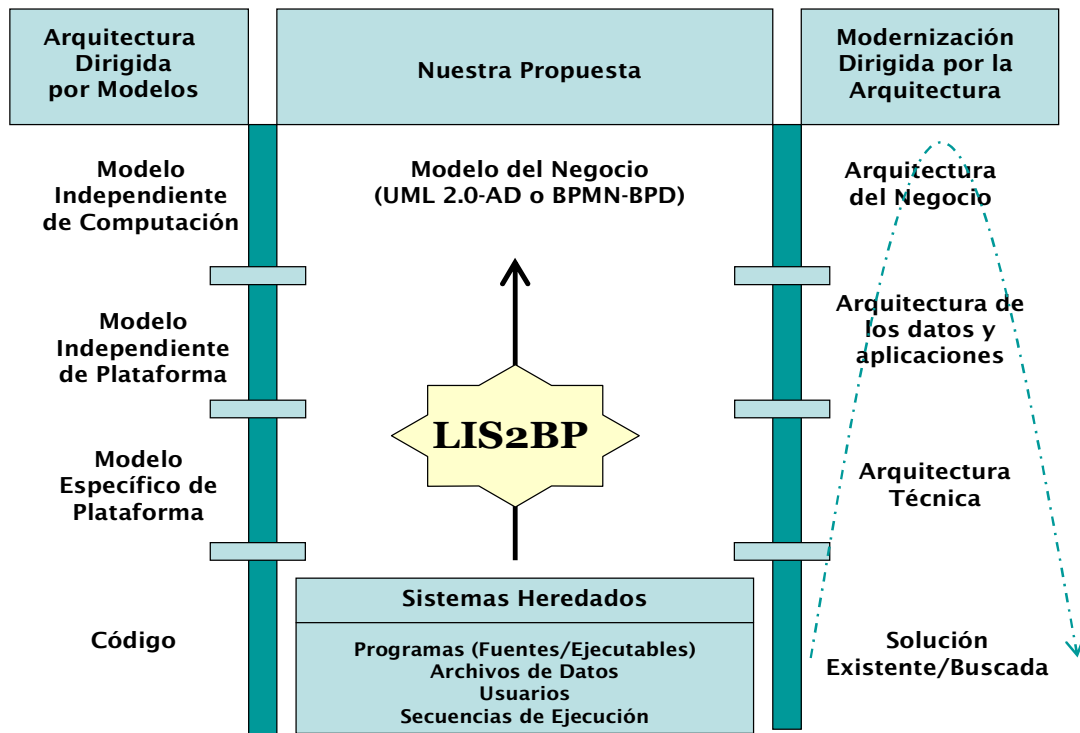 Arquitectura
Dirigida
por Modelos
Nuestra Propuesta
Modernización
Dirigida por la
Arquitectura
Modelo
Independiente
de Computación
Modelo del Negocio
(UML 2.0-AD o BPMN-BPD)
Arquitectura
del Negocio
Modelo
Independiente
de Plataforma
Arquitectura de
los datos y
aplicaciones
LIS2BP
Modelo
Específico de
Plataforma
Arquitectura
Técnica
Sistemas Heredados
Código
Programas (Fuentes/Ejecutables)
Archivos de Datos
Usuarios
Secuencias de Ejecución
Solución
Existente/Buscada